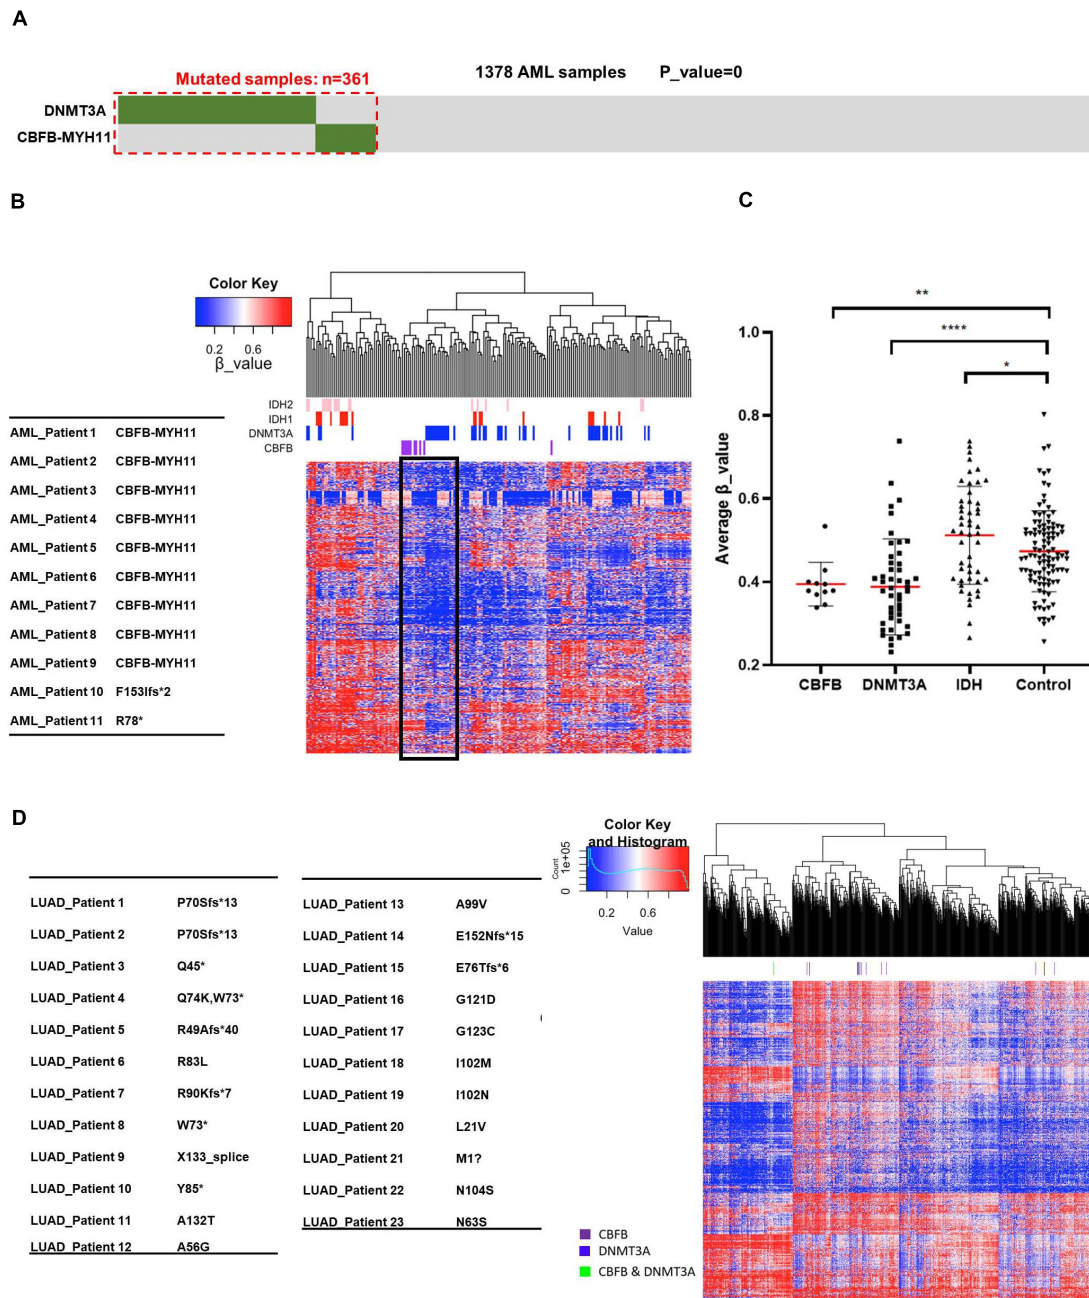 A
Mutated samples: n=361
1378 AML samples P_value=0
DNMT3A
CBFB-MYH11
B
C
Color Key
0.2 0.6
β_value
IDH2
IDH1
DNMT3A
CBFB
AML_Patient 1 CBFB-MYH11
AML_Patient 2 CBFB-MYH11
AML_Patient 3 CBFB-MYH11
AML_Patient 4 CBFB-MYH11
AML_Patient 5 CBFB-MYH11
AML_Patient 6 CBFB-MYH11
AML_Patient 7 CBFB-MYH11
AML_Patient 8 CBFB-MYH11
AML_Patient 9 CBFB-MYH11
AML_Patient 10 F153Ifs*2
AML_Patient 11 R78*
**
****
*
1.0
0.8
0.6
0.4
0.2
Average β_value
CBFB DNMT3A IDH Control
D
LUAD_Patient 1 P70Sfs*13
LUAD_Patient 2 P70Sfs*13
LUAD_Patient 3 Q45*
LUAD_Patient 4 Q74K,W73*
LUAD_Patient 5 R49Afs*40
LUAD_Patient 6 R83L
LUAD_Patient 7 R90Kfs*7
LUAD_Patient 8 W73*
LUAD_Patient 9 X133_splice
LUAD_Patient 10 Y85*
LUAD_Patient 11 A132T
LUAD_Patient 12 A56G
LUAD_Patient 13 A99V
LUAD_Patient 14 E152Nfs*15
LUAD_Patient 15 E76Tfs*6
LUAD_Patient 16 G121D
LUAD_Patient 17 G123C
LUAD_Patient 18 I102M
LUAD_Patient 19 I102N
LUAD_Patient 20 L21V
LUAD_Patient 21 M1?
LUAD_Patient 22 N104S
LUAD_Patient 23 N63S
Color Key
and Histogram
Count
0 1e+05
0.2 0.6
Value
CBFB
DNMT3A
CBFB & DNMT3A